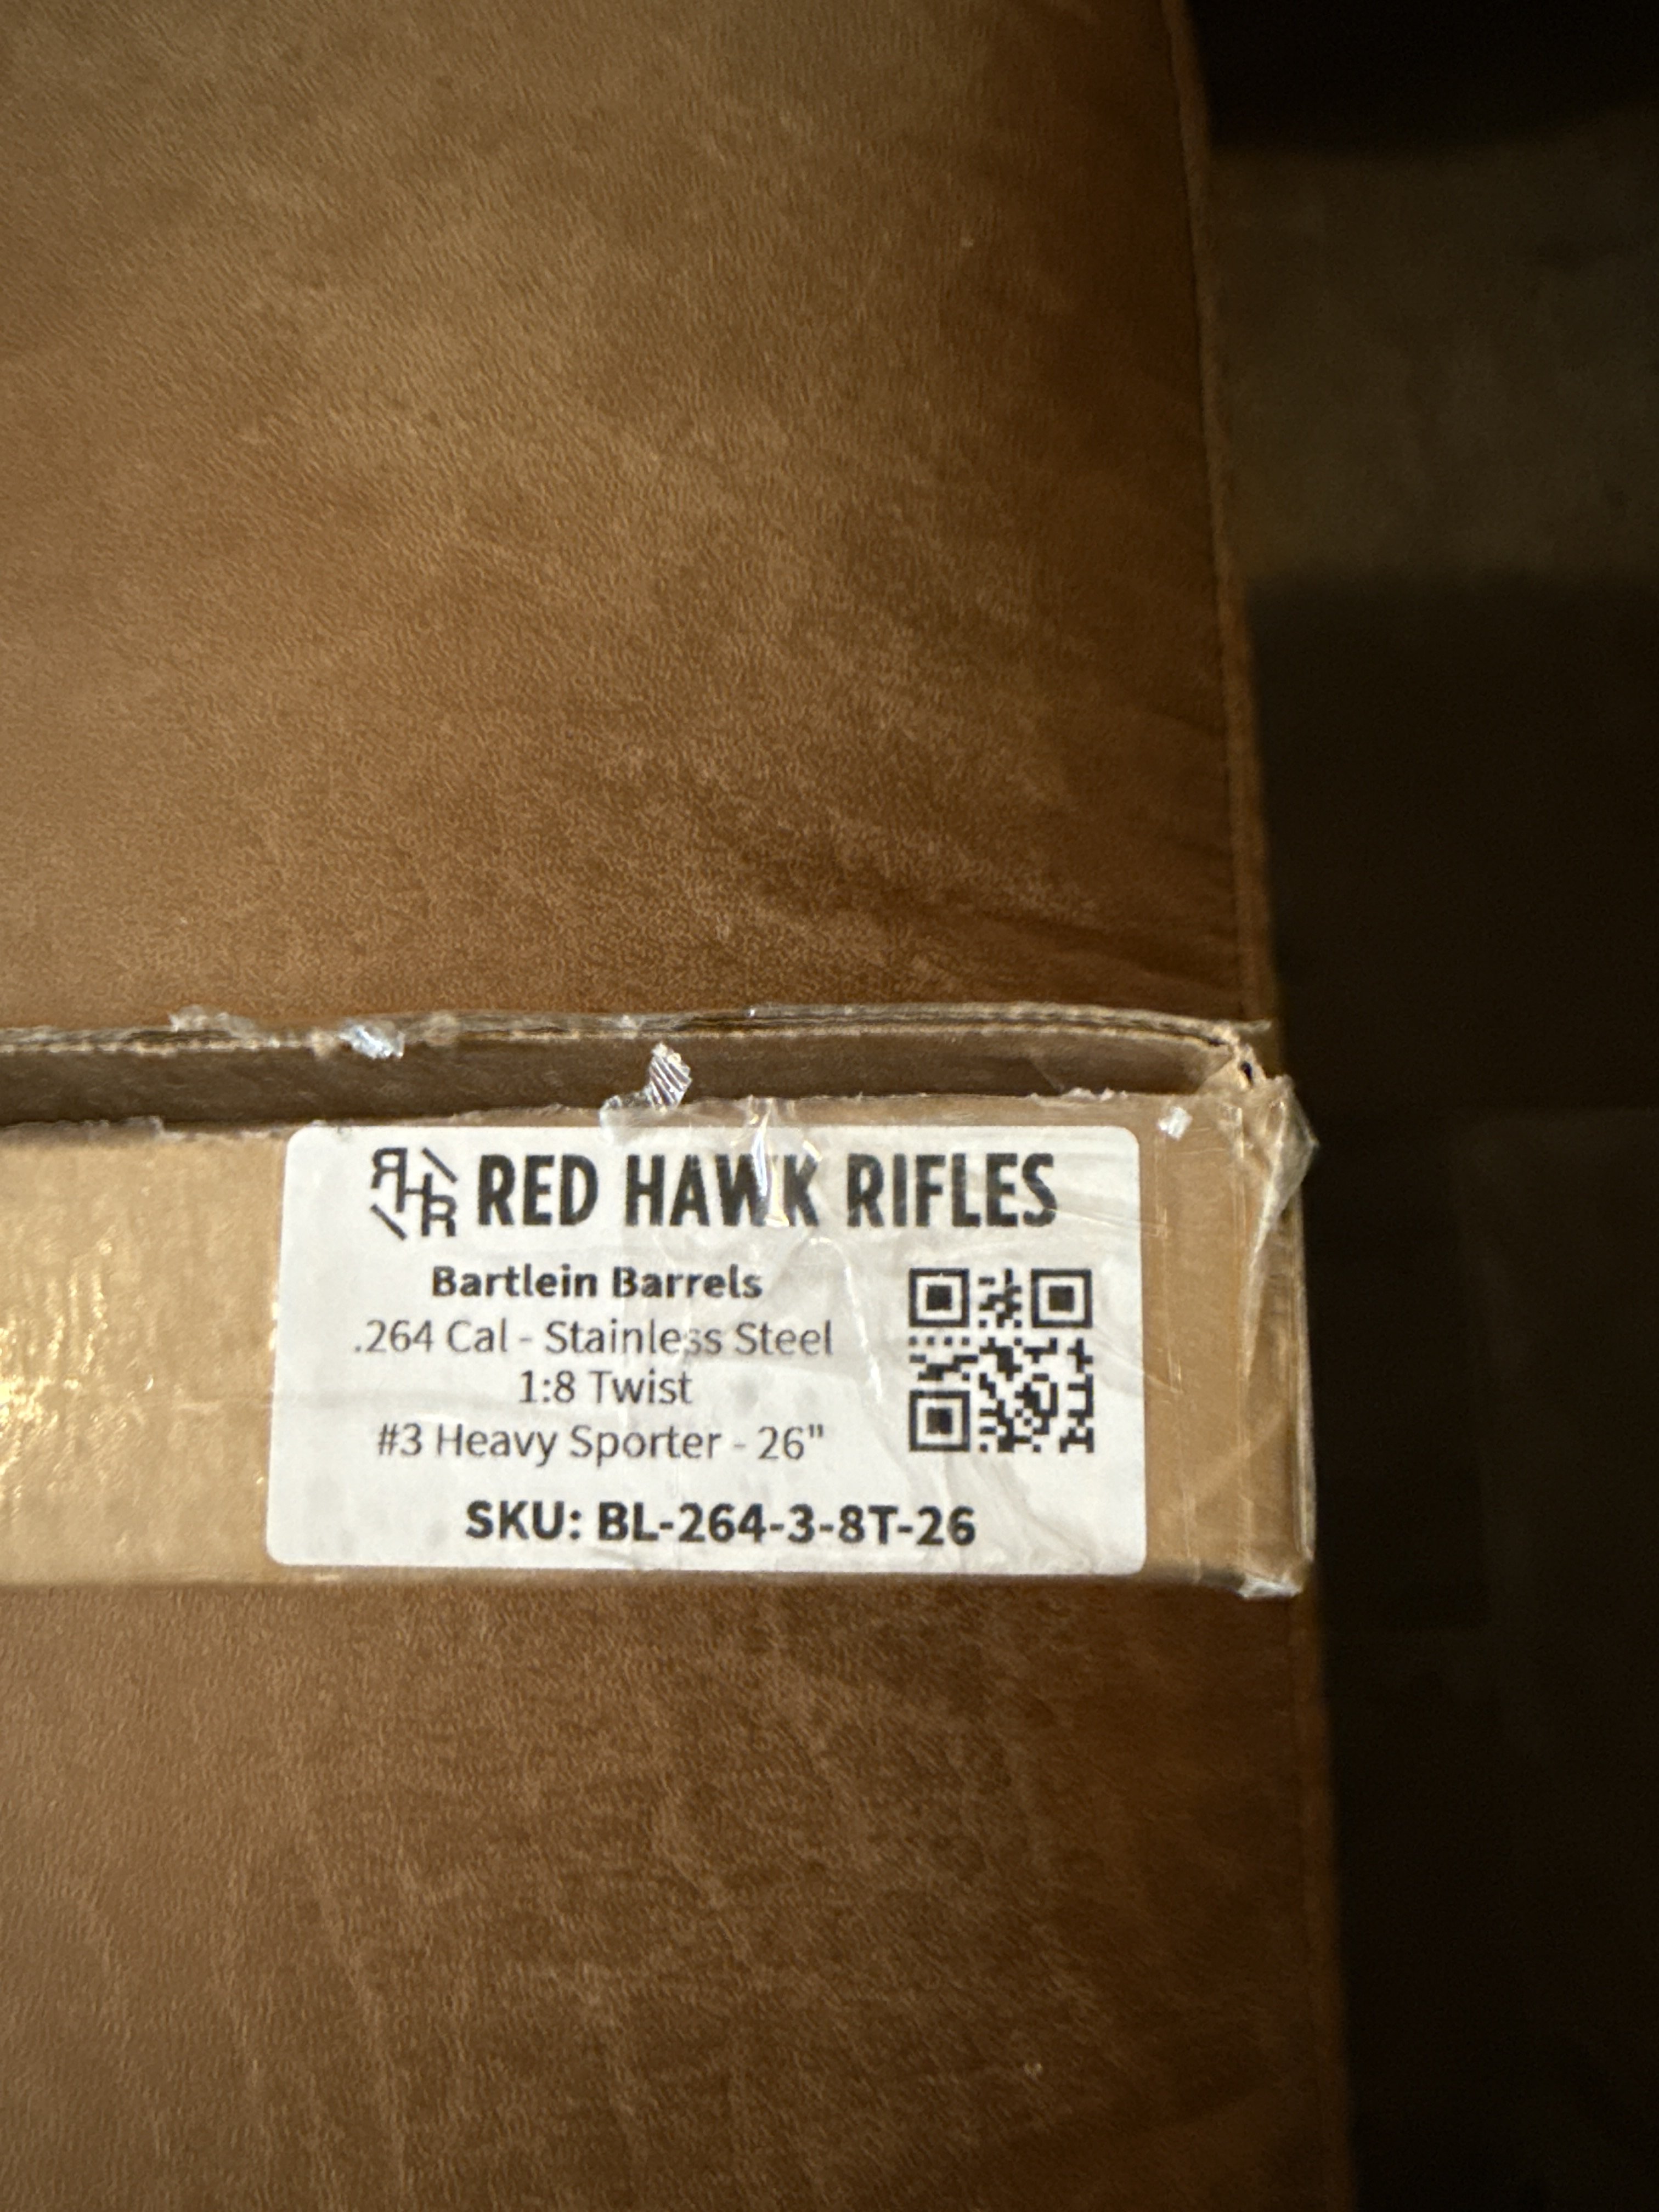 RHR RED HAWK RIFLES
Bartlein Barrels
.264 Cal - Stainless Steel
1:8 Twist
#3 Heavy Sporter - 26"
SKU: BL-264-3-8T-26